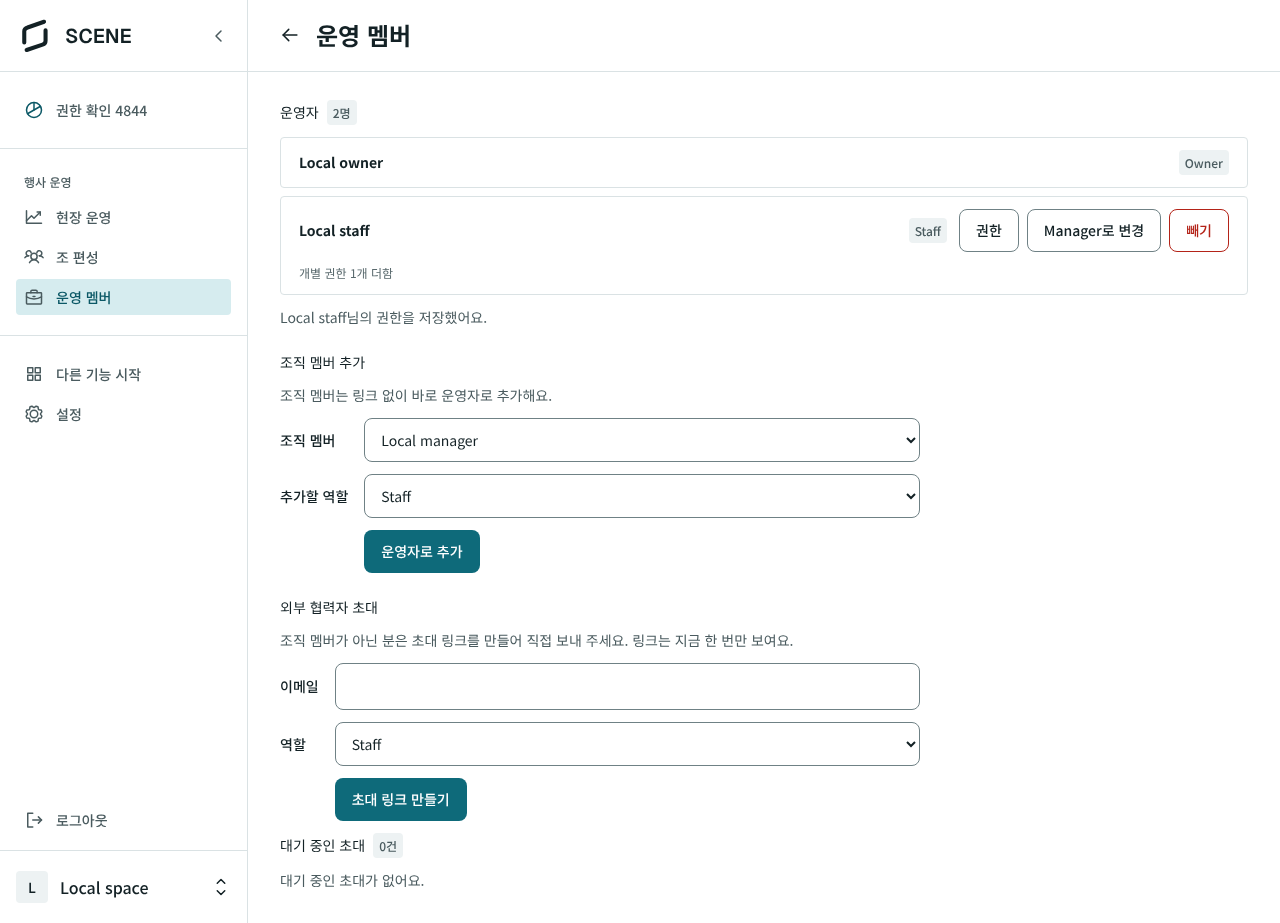 SCENE
운영 멤버
권한 확인 4844
행사 운영
현장 운영
조 편성
운영 멤버
다른 기능 시작
설정
로그아웃
L Local space
운영자 2명
Local owner Owner
Local staff Staff 권한 Manager로 변경 빼기
개별 권한 1개 더함
Local staff님의 권한을 저장했어요.
조직 멤버 추가
조직 멤버는 링크 없이 바로 운영자로 추가해요.
조직 멤버 Local manager
추가할 역할 Staff
운영자로 추가
외부 협력자 초대
조직 멤버가 아닌 분은 초대 링크를 만들어 직접 보내 주세요. 링크는 지금 한 번만 보여요.
이메일
역할 Staff
초대 링크 만들기
대기 중인 초대 0건
대기 중인 초대가 없어요.